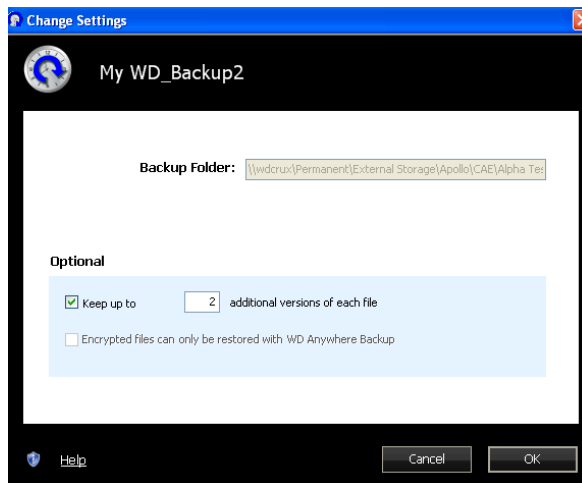 Change Settings
My WD_Backup2
Backup Folder: \\wdcrux\Permanent\External Storage\Apollo\CAE\Alpha Tes
Optional
Keep up to 2 additional versions of each file
Encrypted files can only be restored with WD Anywhere Backup
Help Cancel OK